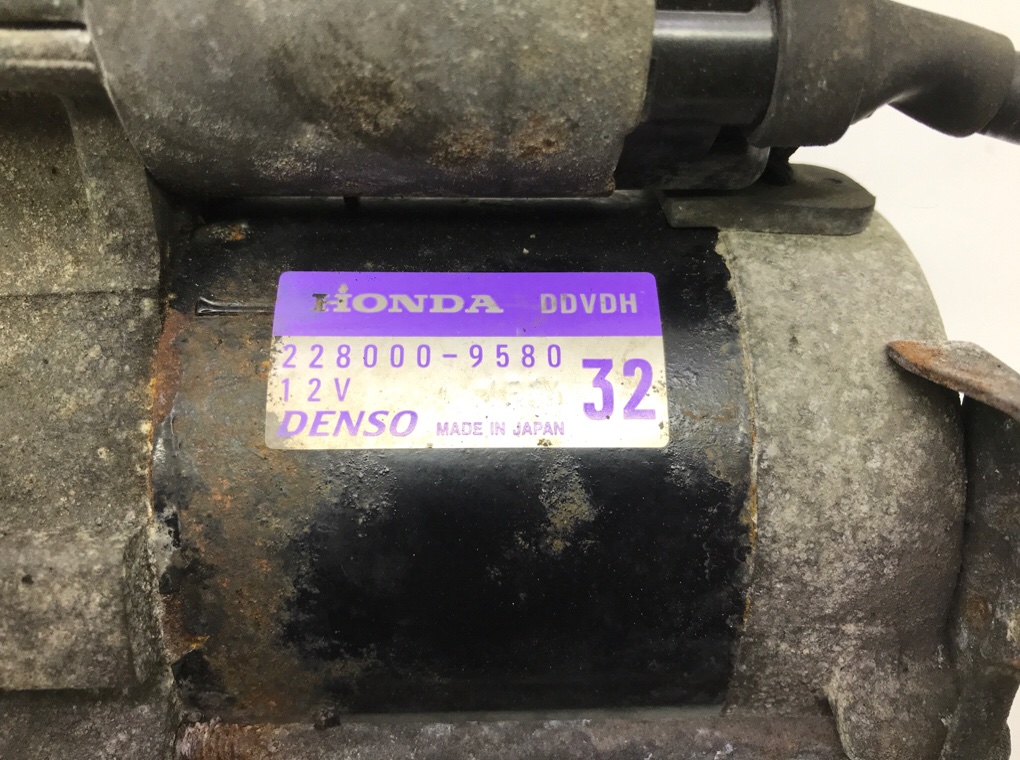 HONDA DDVDH
228000-9580
12V 32
DENSO MADE IN JAPAN